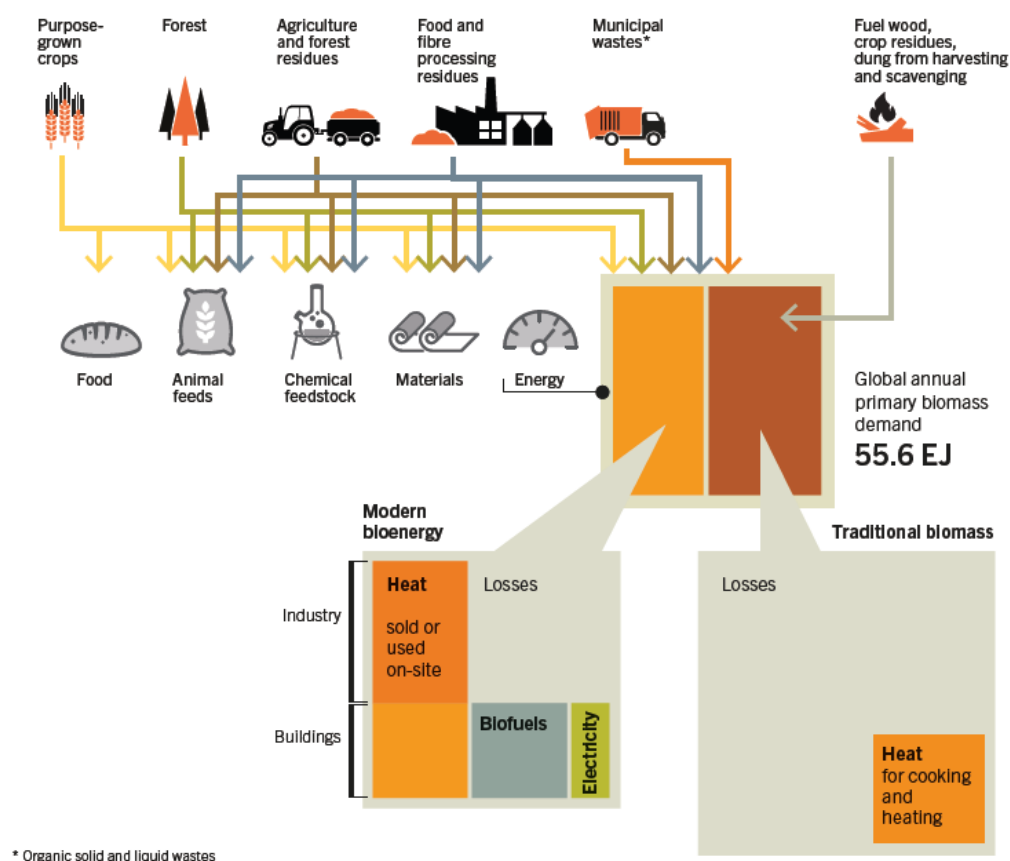 Purpose-
grown
crops
Forest
Agriculture
and forest
residues
Food and
fibre
processing
residues
Municipal
wastes*
Fuel wood,
crop residues,
dung from harvesting
and scavenging
Food
Animal
feeds
Chemical
feedstock
Materials
Energy
Global annual
primary biomass
demand
55.6 EJ
Modern
bioenergy
Traditional biomass
Industry
Heat
sold or
used
on-site
Losses
Losses
Buildings
Biofuels
Electricity
Heat
for cooking
and
heating
* Organic solid and liquid wastes